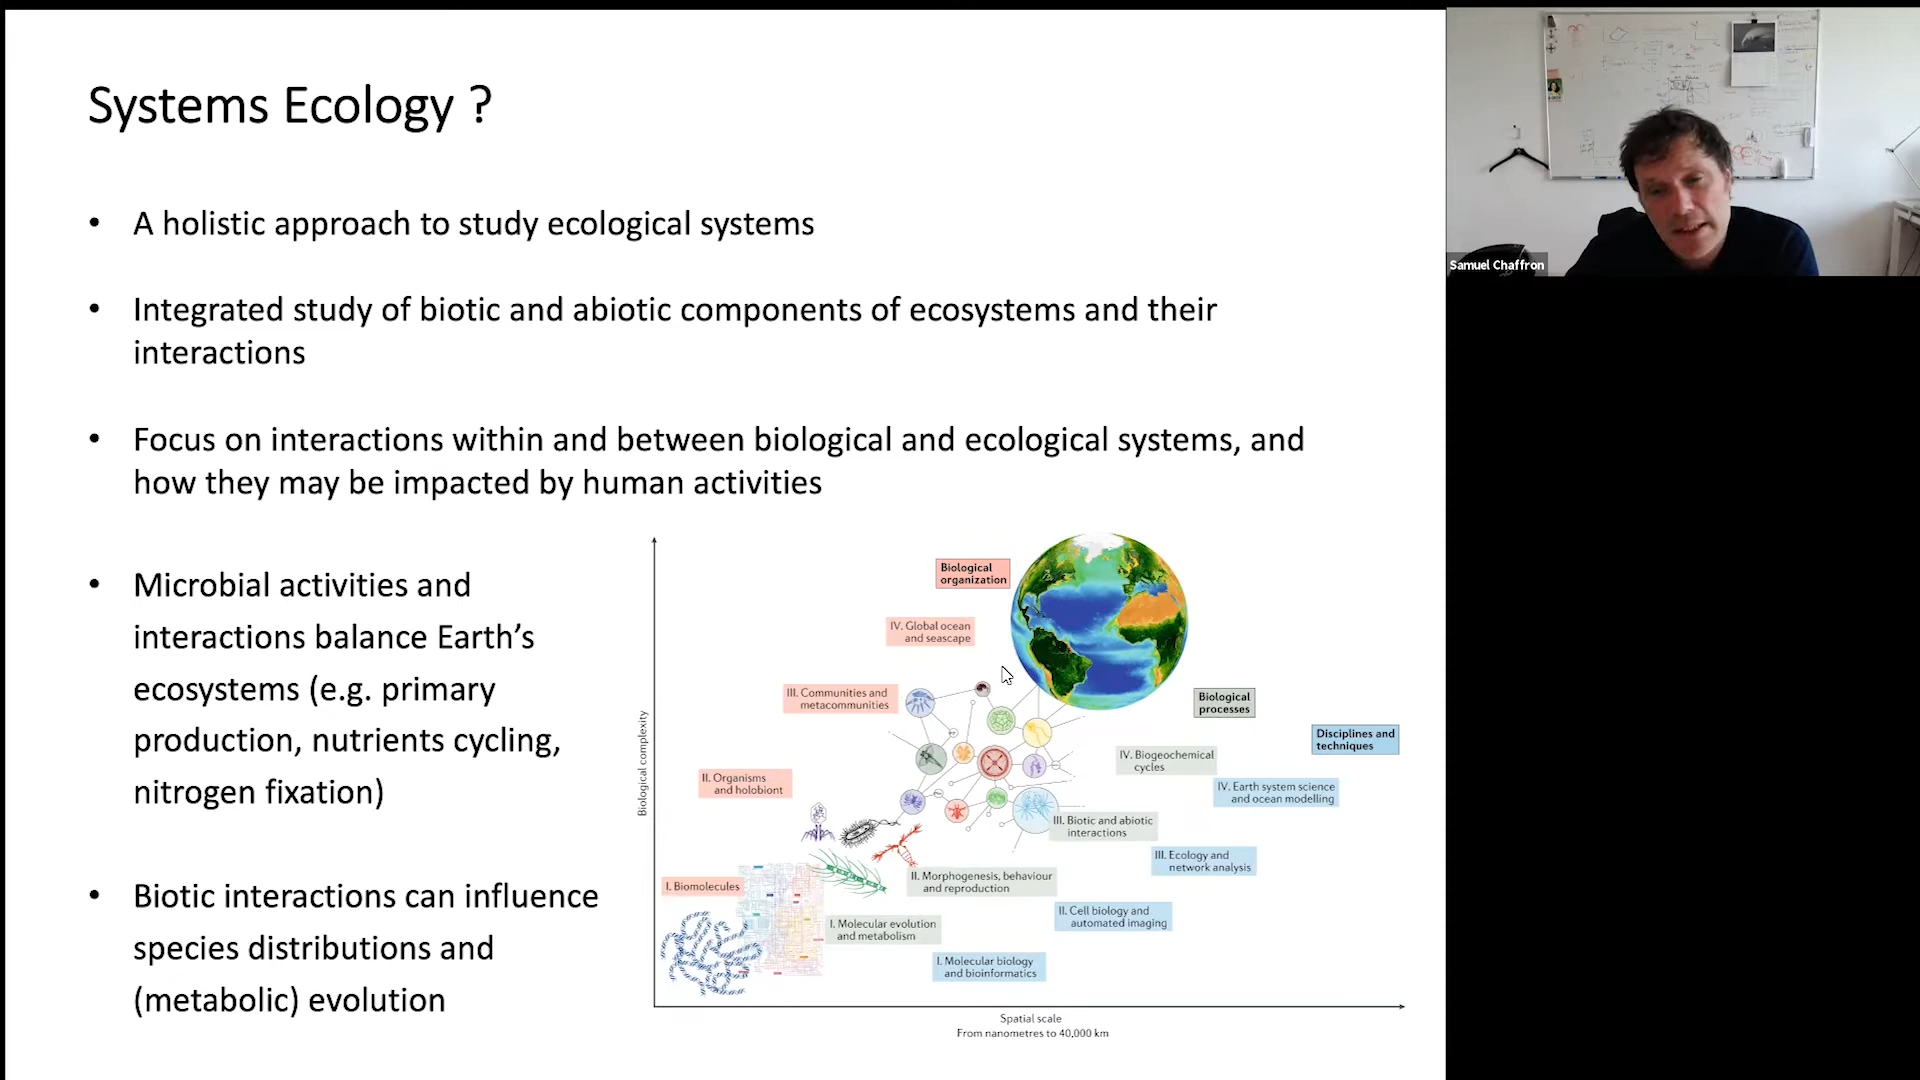 Systems Ecology ?
• A holistic approach to study ecological systems
• Integrated study of biotic and abiotic components of ecosystems and their
interactions
• Focus on interactions within and between biological and ecological systems, and
how they may be impacted by human activities
• Microbial activities and
interactions balance Earth’s
ecosystems (e.g. primary
production, nutrients cycling,
nitrogen fixation)
• Biotic interactions can influence
species distributions and
(metabolic) evolution
Biological complexity
Biological
organization
IV. Global ocean
and seascape
III. Communities and
metacommunities
II. Organisms
and holobiont
I. Biomolecules
Biological
processes
IV. Biogeochemical
cycles
III. Biotic and abiotic
interactions
II. Morphogenesis, behaviour
and reproduction
I. Molecular evolution
and metabolism
Disciplines and
techniques
IV. Earth system science
and ocean modelling
III. Ecology and
network analysis
II. Cell biology and
automated imaging
I. Molecular biology
and bioinformatics
Spatial scale
From nanometres to 40,000 km
Samuel Chaffron